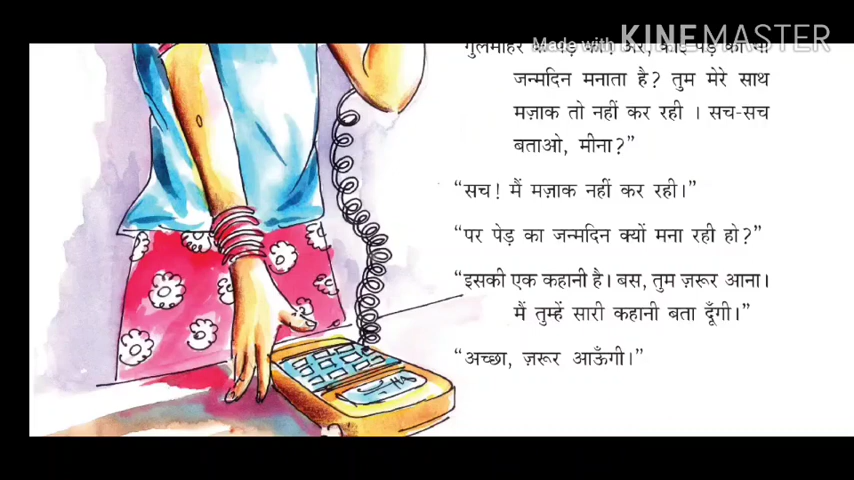 Made with KINEMASTER
जन्मदिन मनाता है? तुम मेरे साथ
मज़ाक तो नहीं कर रही । सच-सच
बताओ, मीना?”
“सच! मैं मज़ाक नहीं कर रही।”
“पर पेड़ का जन्मदिन क्यों मना रही हो?”
“इसकी एक कहानी है। बस, तुम ज़रूर आना।
मैं तुम्हें सारी कहानी बता दूँगी।”
“अच्छा, ज़रूर आऊँगी।”